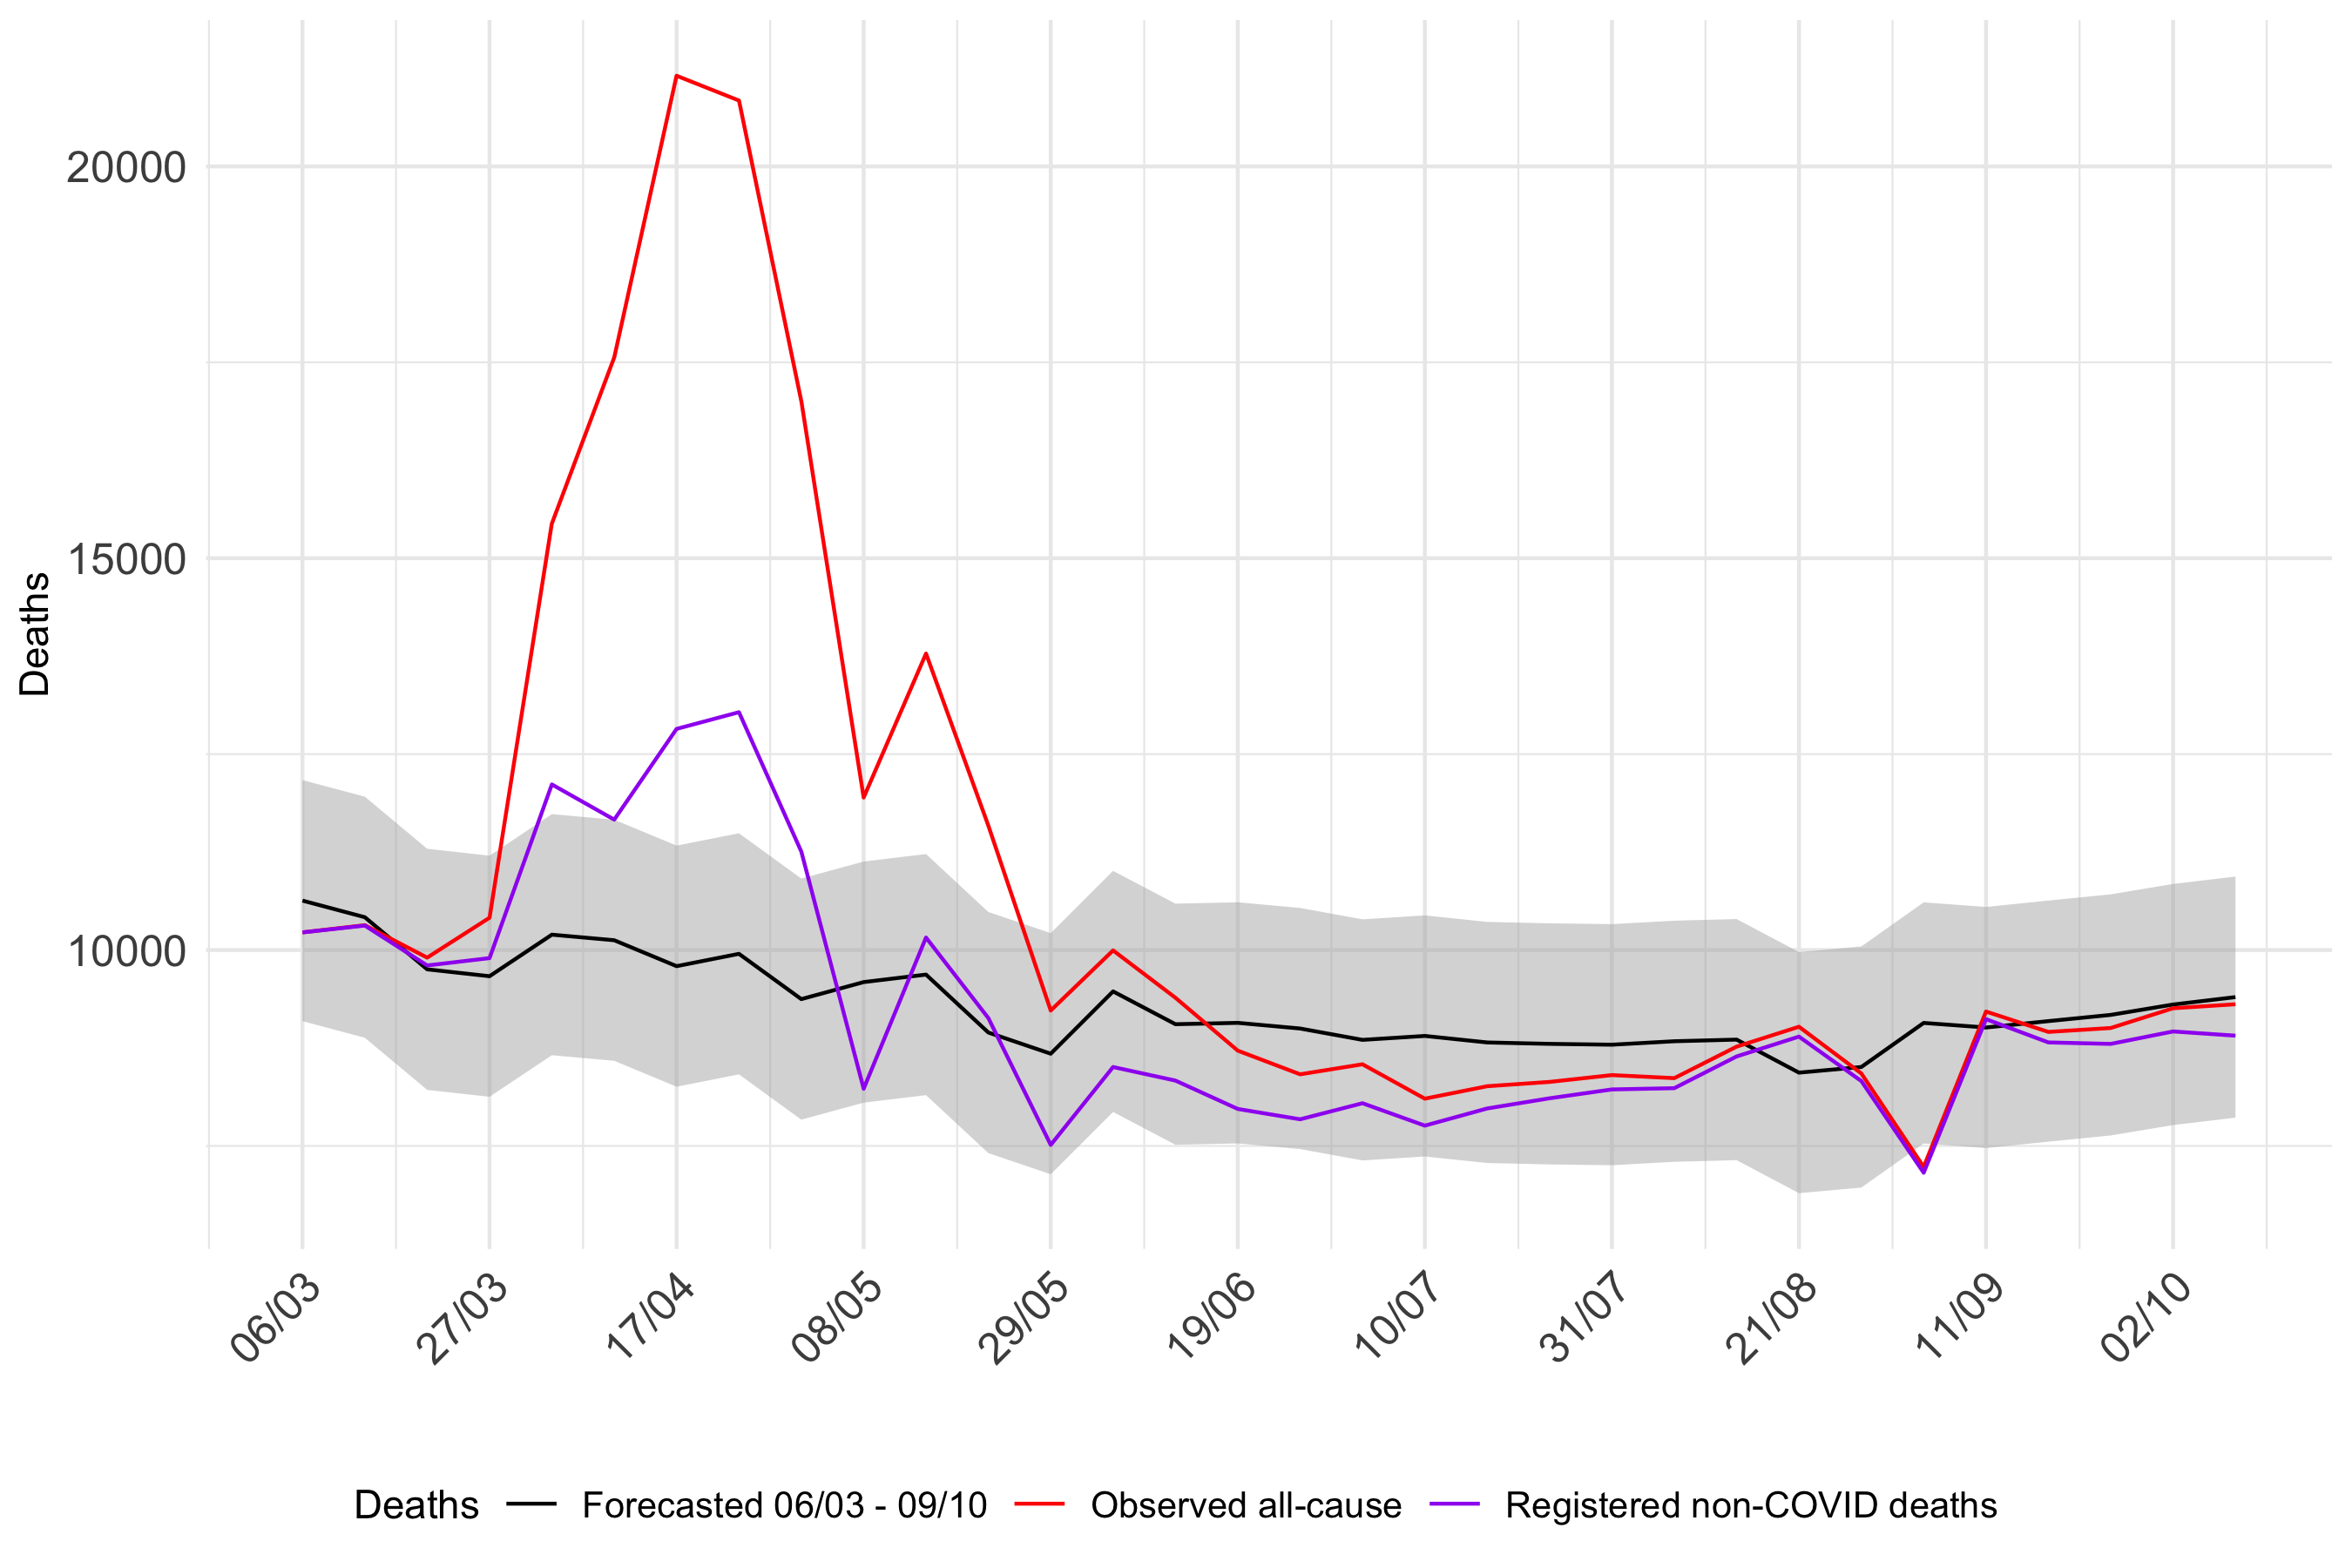 Deaths
20000
15000
10000
06/03 27/03 17/04 08/05 29/05 19/06 10/07 31/07 21/08 11/09 02/10
Deaths Forecasted 06/03 - 09/10 Observed all-cause Registered non-COVID deaths